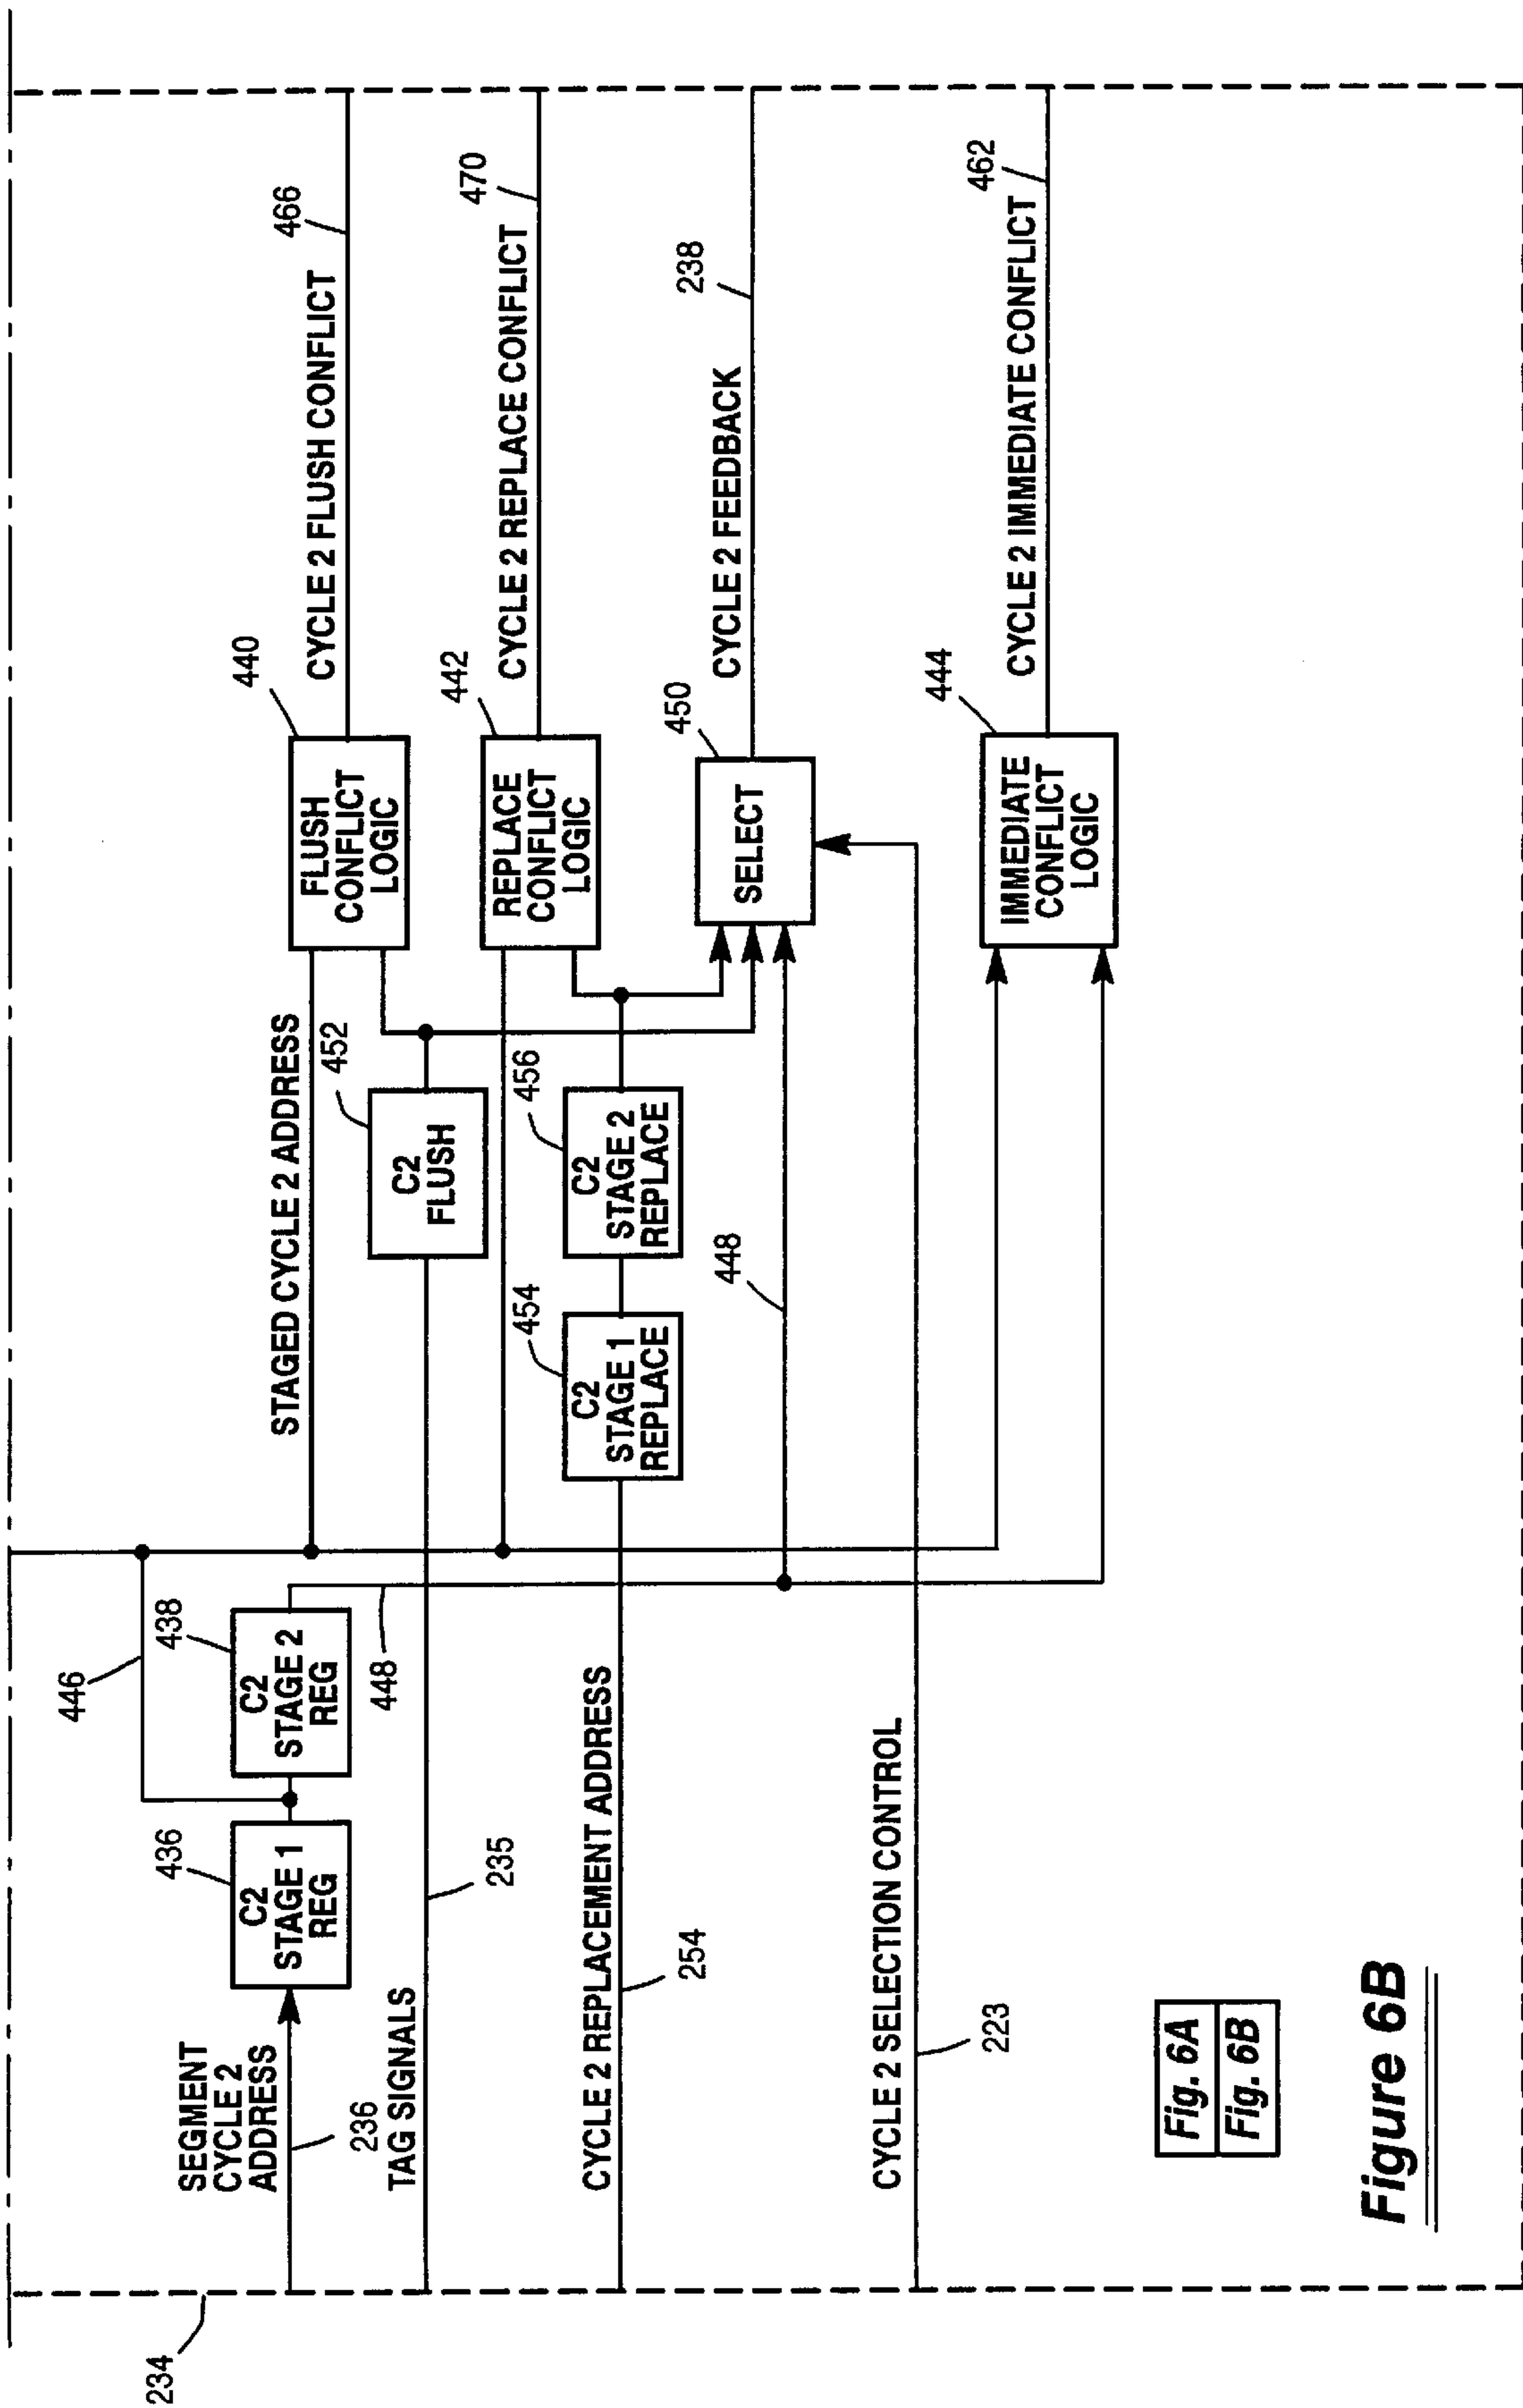 234
SEGMENT
CYCLE 2
ADDRESS
236
436
C2
STAGE 1
REG
446
438
C2
STAGE 2
REG
448
STAGED CYCLE 2 ADDRESS
440
FLUSH
CONFLICT
LOGIC
CYCLE 2 FLUSH CONFLICT
466
TAG SIGNALS
235
452
C2
FLUSH
442
REPLACE
CONFLICT
LOGIC
CYCLE 2 REPLACE CONFLICT
470
CYCLE 2 REPLACEMENT ADDRESS
254
454
C2
STAGE 1
REPLACE
456
C2
STAGE 2
REPLACE
448
450
SELECT
CYCLE 2 FEEDBACK
238
CYCLE 2 SELECTION CONTROL
223
444
IMMEDIATE
CONFLICT
LOGIC
CYCLE 2 IMMEDIATE CONFLICT
462
Fig. 6A
Fig. 6B
Figure 6B